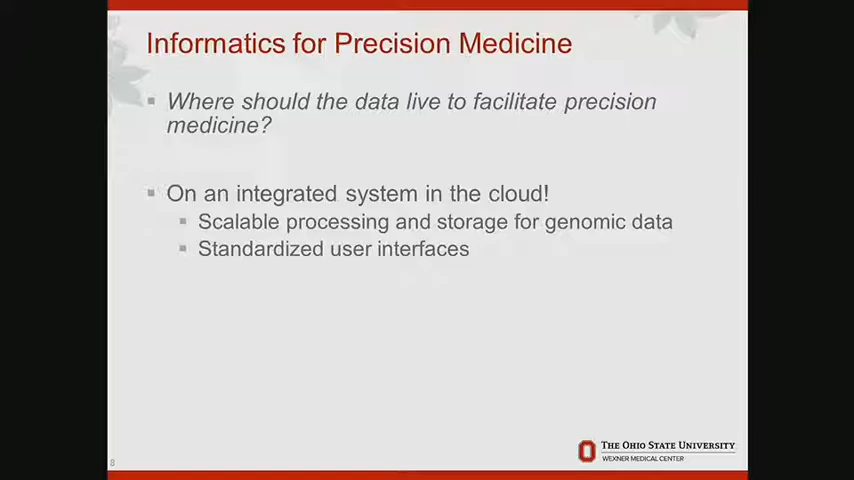 Informatics for Precision Medicine
Where should the data live to facilitate precision
medicine?
On an integrated system in the cloud!
Scalable processing and storage for genomic data
Standardized user interfaces
THE OHIO STATE UNIVERSITY
WEXNER MEDICAL CENTER
8